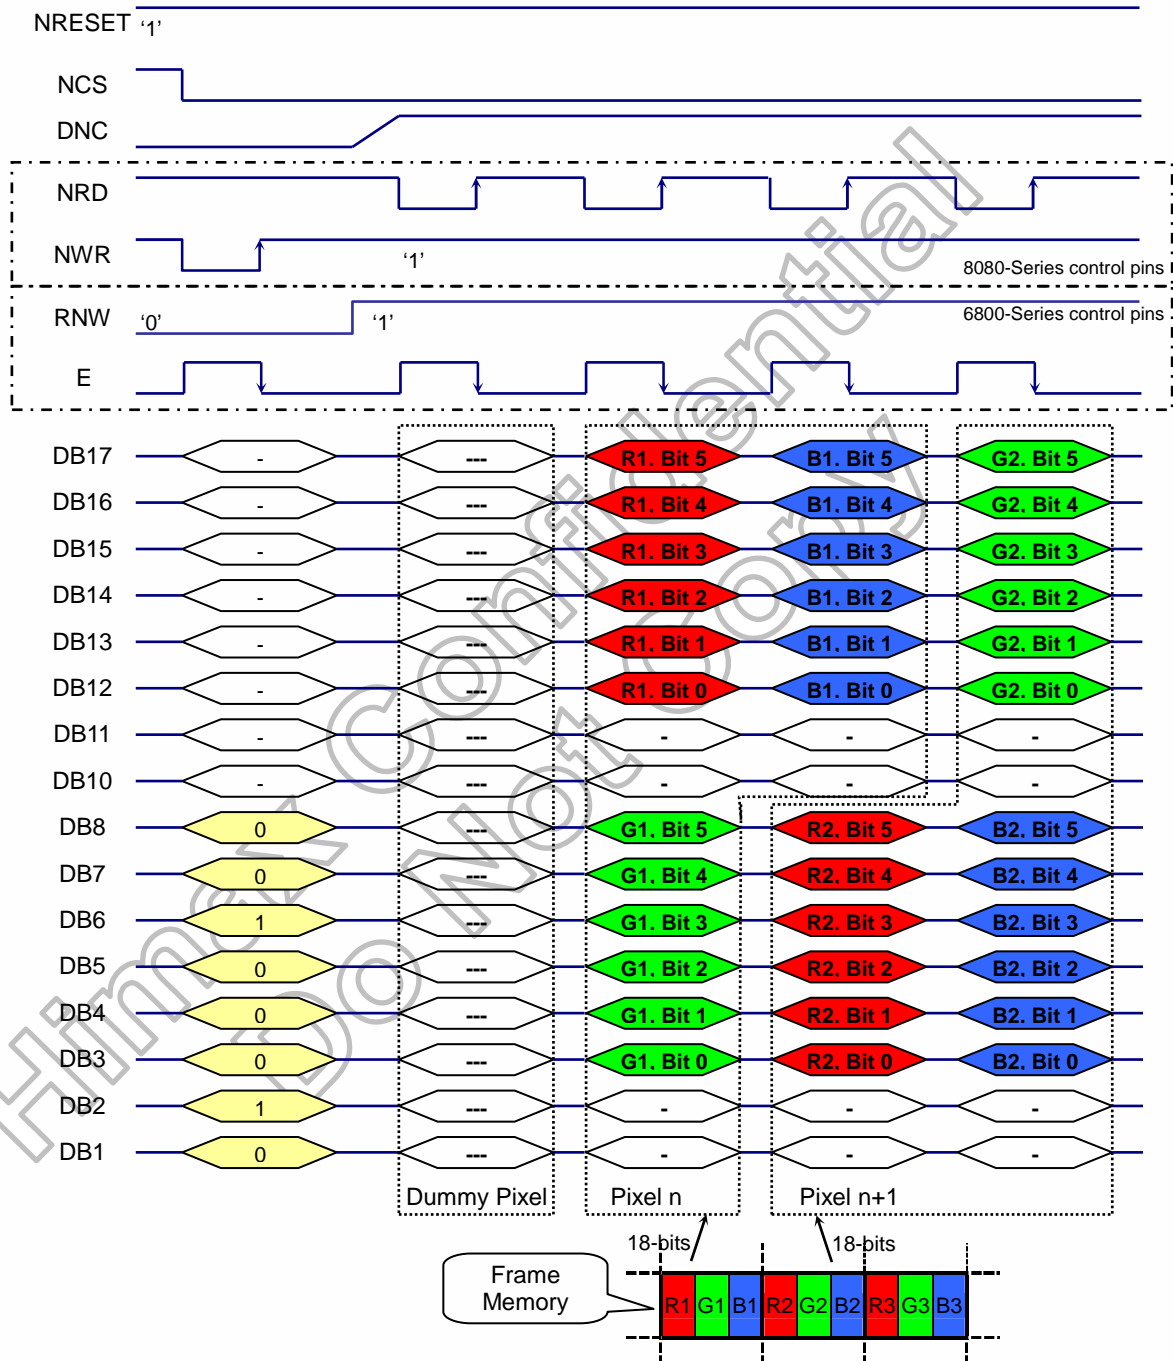 NRESET '1'
NCS
DNC
NRD
NWR '1'
8080-Series control pins
RNW '0' '1' 6800-Series control pins
E
DB17 - --- R1. Bit 5 B1. Bit 5 G2. Bit 5
DB16 - --- R1, Bit 4 B1, Bit 4 G2, Bit 4
DB15 - --- R1. Bit 3 B1. Bit 3 G2. Bit 3
DB14 - --- R1, Bit 2 B1, Bit 2 G2, Bit 2
DB13 - --- R1, Bit 1 B1, Bit 1 G2, Bit 1
DB12 - --- R1. Bit 0 B1. Bit 0 G2. Bit 0
DB11 - --- - - -
DB10 - --- - - -
DB8 0 --- G1, Bit 5 R2, Bit 5 B2, Bit 5
DB7 0 --- G1, Bit 4 R2, Bit 4 B2, Bit 4
DB6 1 --- G1. Bit 3 R2. Bit 3 B2. Bit 3
DB5 0 --- G1, Bit 2 R2, Bit 2 B2, Bit 2
DB4 0 --- G1. Bit 1 R2. Bit 1 B2. Bit 1
DB3 0 --- G1, Bit 0 R2, Bit 0 B2, Bit 0
DB2 1 --- - - -
DB1 0 --- - - -
Dummy Pixel Pixel n Pixel n+1
18-bits 18-bits
Frame
Memory
R1 G1 B1 R2 G2 B2 R3 G3 B3
Himax Confidential
Do Not Copy